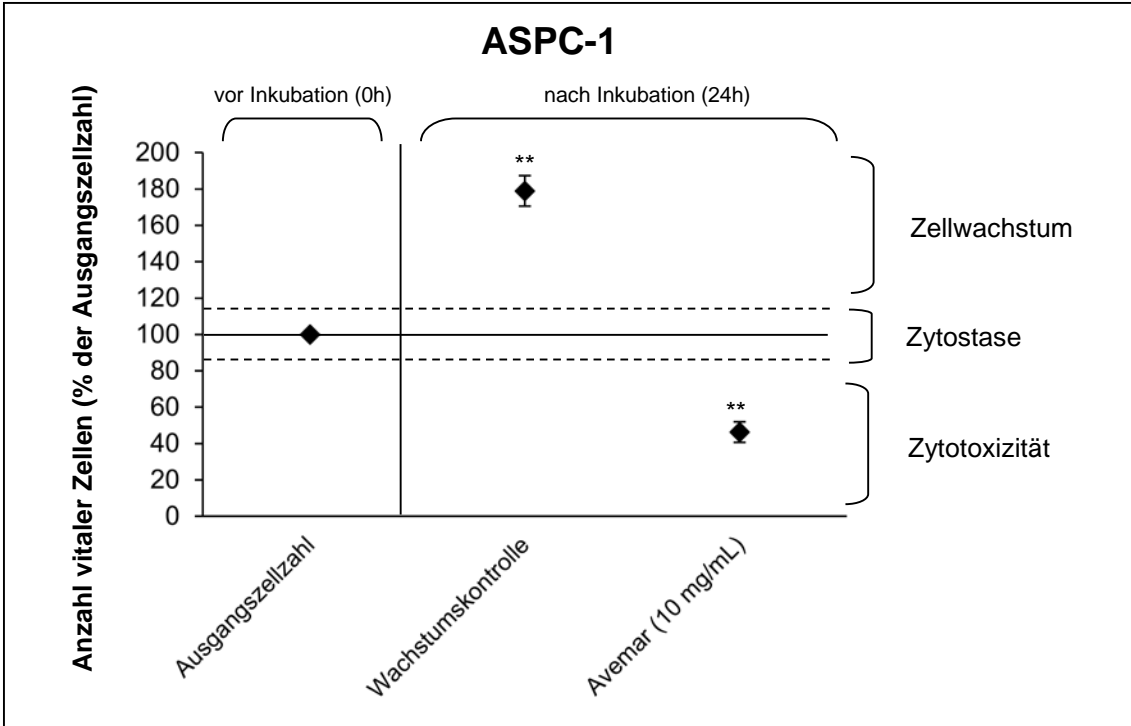 ASPC-1
vor Inkubation (0h)
nach Inkubation (24h)
Anzahl vitaler Zellen (% der Ausgangszellzahl)
200
180
160
140
120
100
80
60
40
20
0
**
**
Zellwachstum
Zytostase
Zytotoxizität
Ausgangszellzahl
Wachstumskontrolle
Avemar (10 mg/mL)